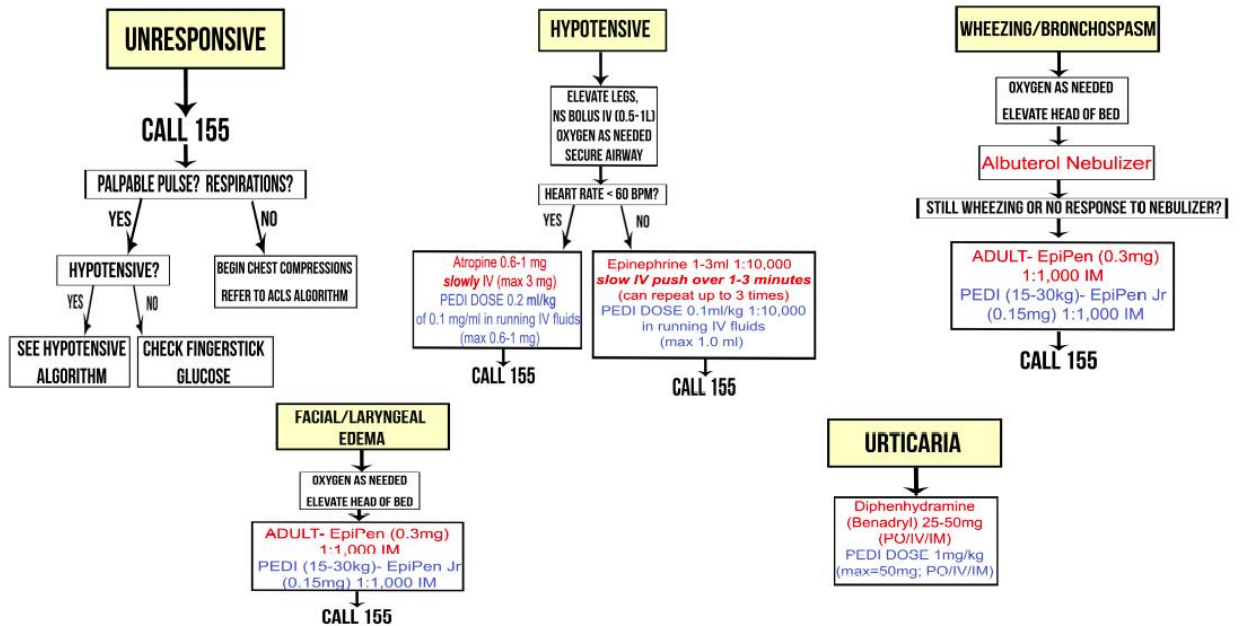 UNRESPONSIVE
CALL 155
PALPABLE PULSE? RESPIRATIONS?
YES
NO
HYPOTENSIVE?
BEGIN CHEST COMPRESSIONS
REFER TO ACLS ALGORITHM
YES
NO
SEE HYPOTENSIVE
ALGORITHM
CHECK FINGERSTICK
GLUCOSE
HYPOTENSIVE
ELEVATE LEGS,
NS BOLUS IV (0.5-1L)
OXYGEN AS NEEDED
SECURE AIRWAY
HEART RATE < 60 BPM?
YES
NO
Atropine 0.6-1 mg
slowly IV (max 3 mg)
PEDI DOSE 0.2 ml/kg
of 0.1 mg/ml in running IV fluids
(max 0.6-1 mg)
CALL 155
Epinephrine 1-3ml 1:10,000
slow IV push over 1-3 minutes
(can repeat up to 3 times)
PEDI DOSE 0.1ml/kg 1:10,000
in running IV fluids
(max 1.0 ml)
CALL 155
WHEEZING/BRONCHOSPASM
OXYGEN AS NEEDED
ELEVATE HEAD OF BED
Albuterol Nebulizer
STILL WHEEZING OR NO RESPONSE TO NEBULIZER?
ADULT- EpiPen (0.3mg)
1:1,000 IM
PEDI (15-30kg)- EpiPen Jr
(0.15mg) 1:1,000 IM
CALL 155
FACIAL/LARYNGEAL
EDEMA
OXYGEN AS NEEDED
ELEVATE HEAD OF BED
ADULT- EpiPen (0.3mg)
1:1,000 IM
PEDI (15-30kg)- EpiPen Jr
(0.15mg) 1:1,000 IM
CALL 155
URTICARIA
Diphenhydramine
(Benadryl) 25-50mg
(PO/IV/IM)
PEDI DOSE 1mg/kg
(max=50mg; PO/IV/IM)